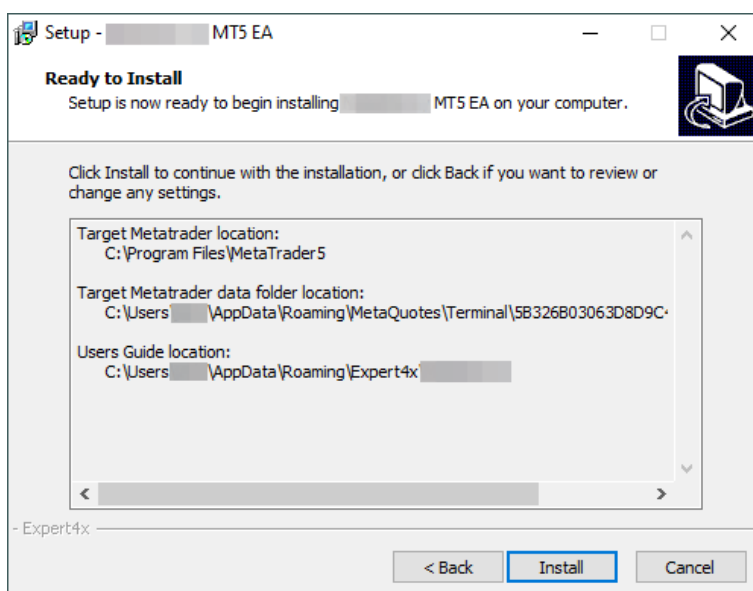 Setup - MT5 EA
Ready to Install
Setup is now ready to begin installing MT5 EA on your computer.
Click Install to continue with the installation, or click Back if you want to review or
change any settings.
Target Metatrader location:
C:\Program Files\MetaTrader5
Target Metatrader data folder location:
C:\Users \AppData\Roaming\MetaQuotes\Terminal\5B326B03063D8D9C
Users Guide location:
C:\Users \AppData\Roaming\Expert4x\
- Expert4x
< Back
Install
Cancel